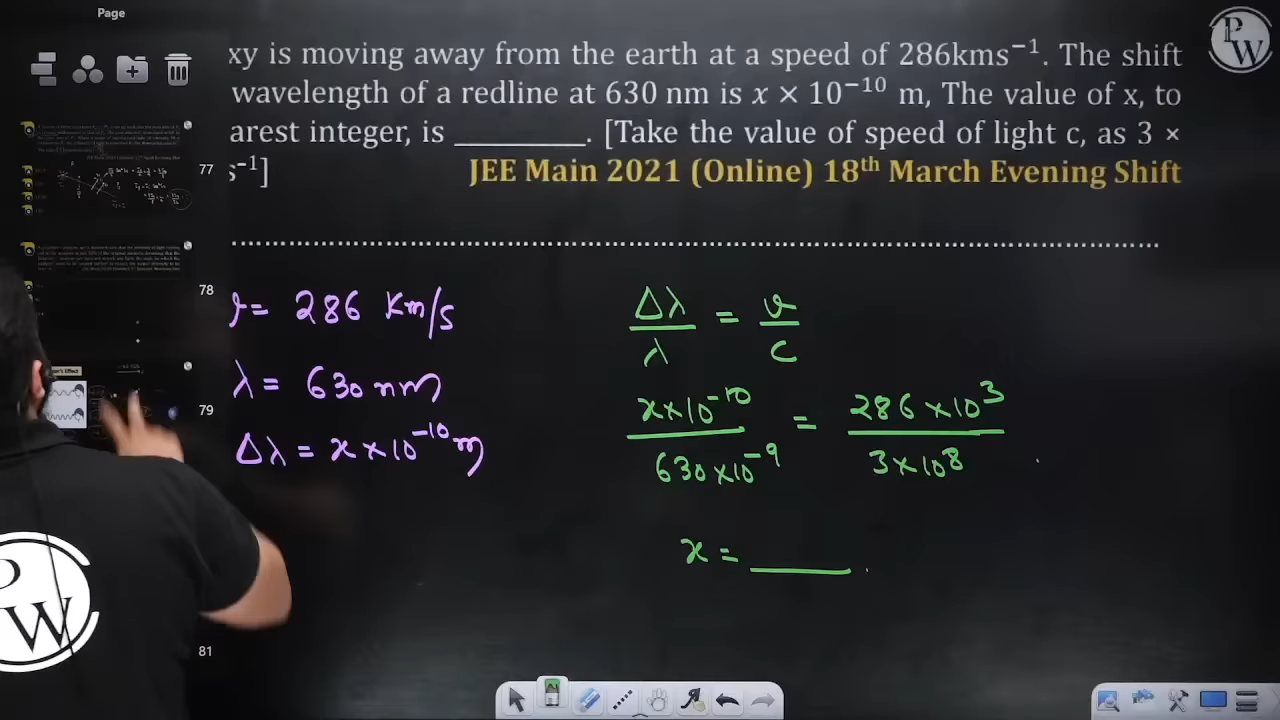 Page
PW
xy is moving away from the earth at a speed of 286kms⁻¹. The shift
wavelength of a redline at 630 nm is x × 10⁻¹⁰ m, The value of x, to
arest integer, is ________. [Take the value of speed of light c, as 3 ×
s⁻¹]
JEE Main 2021 (Online) 18th March Evening Shift
77
78
79
81
v = 286 Km/s
λ = 630 nm
Δλ = x×10⁻¹⁰ m
Δλ/λ = v/c
x×10⁻¹⁰/630×10⁻⁹ = 286×10³/3×10⁸
x = ______.
PW